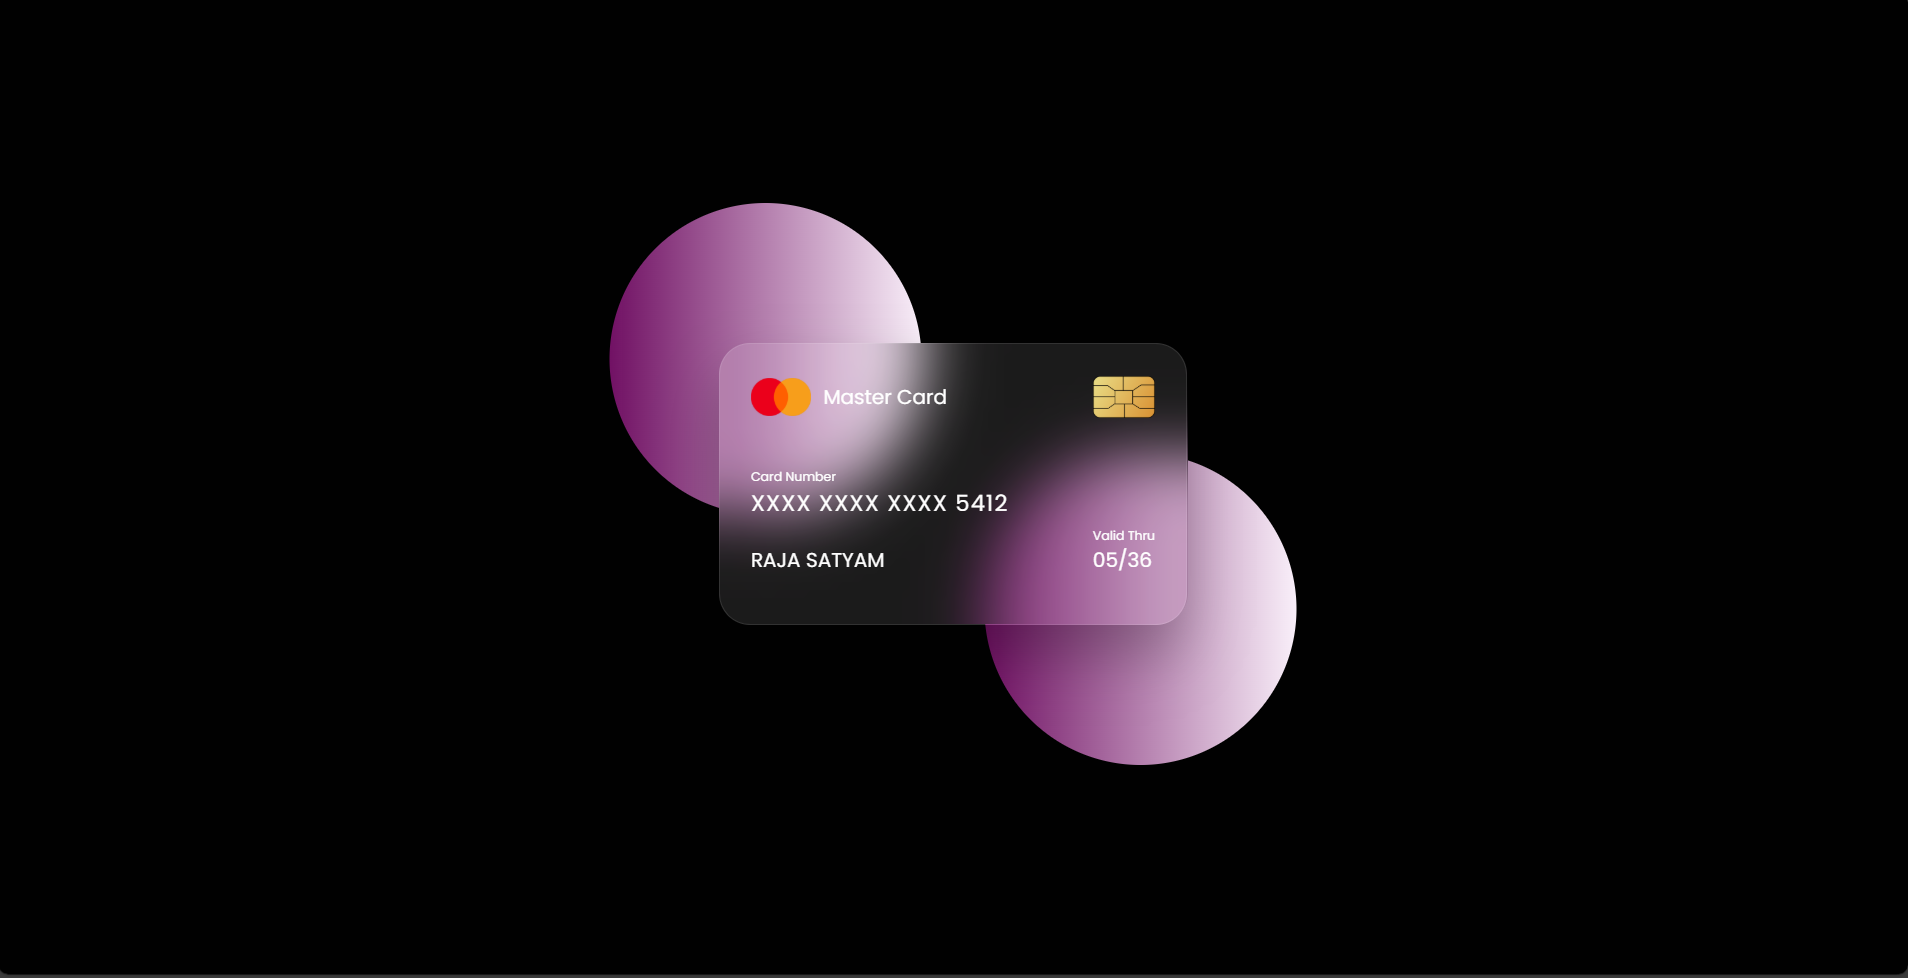 Master Card
Card Number
XXXX XXXX XXXX 5412
Valid Thru
RAJA SATYAM
05/36